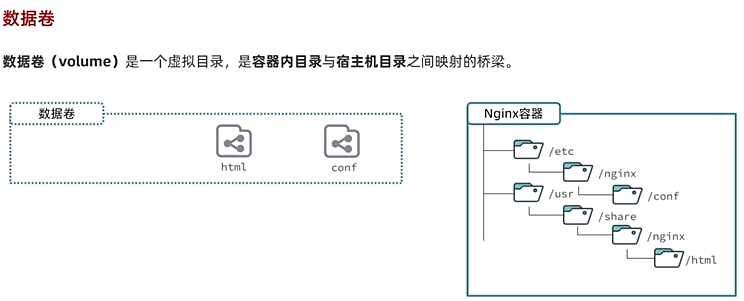 数据卷
数据卷（volume）是一个虚拟目录，是容器内目录与宿主机目录之间映射的桥梁。
数据卷
html
conf
Nginx容器
/etc
/nginx
/conf
/usr
/share
/nginx
/html